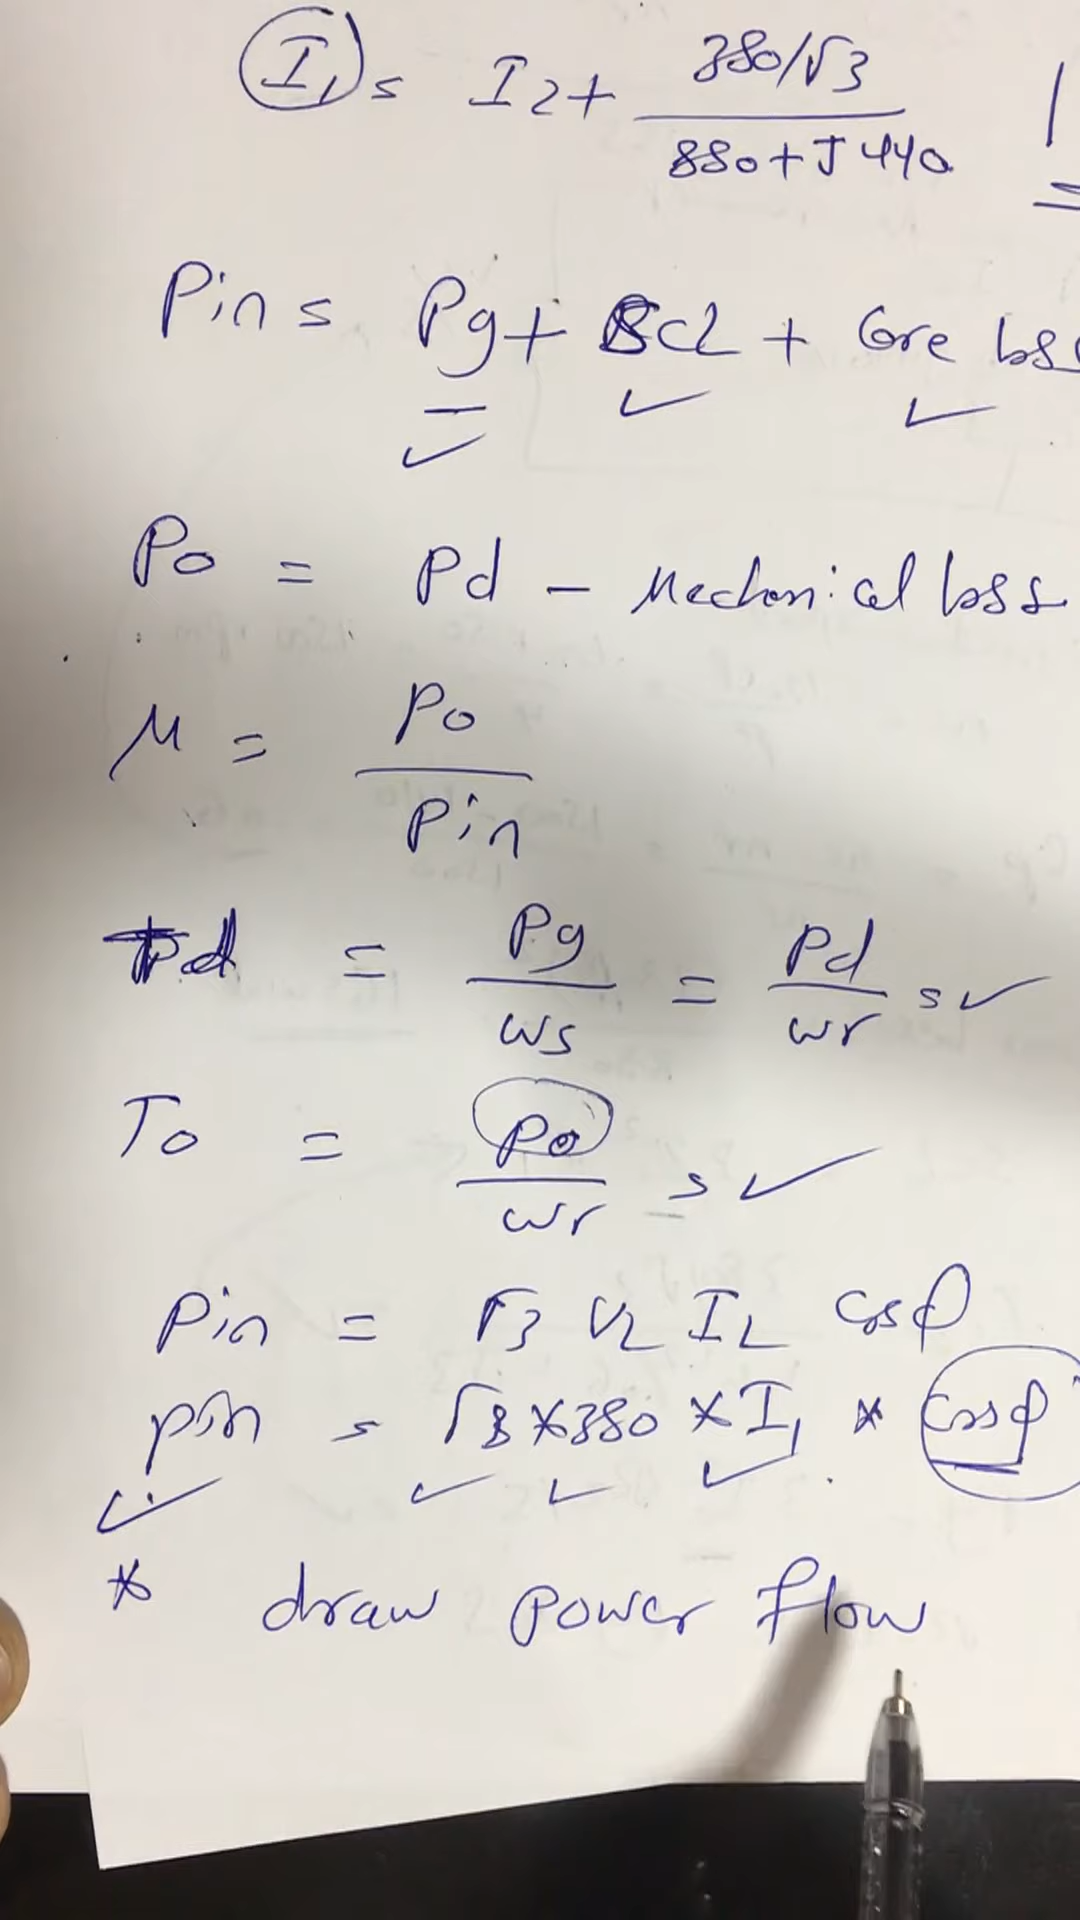 I₁ = I2 + (380/√3)/(880+J440)
Pin = Pg + SCL + Core loss
Po = Pd - Mechanical loss
μ = Po/Pin
Td = Pg/ws = Pd/wr = ✓
To = Po/wr = ✓
Pin = √3 VL IL cosφ
Pin = √3 * 380 * I₁ * cosφ
* draw power flow